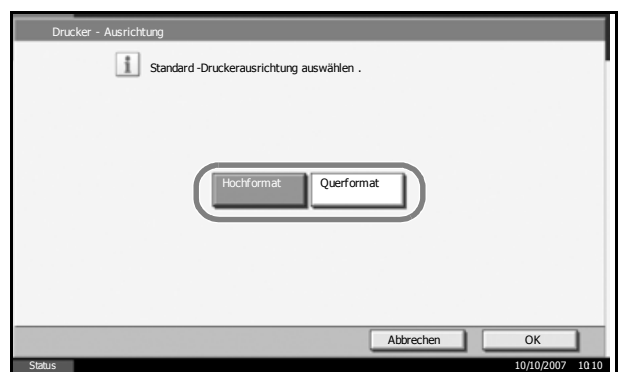 Drucker - Ausrichtung
Standard -Druckerausrichtung auswählen .
Hochformat Querformat
Abbrechen OK
Status 10/10/2007 10:10